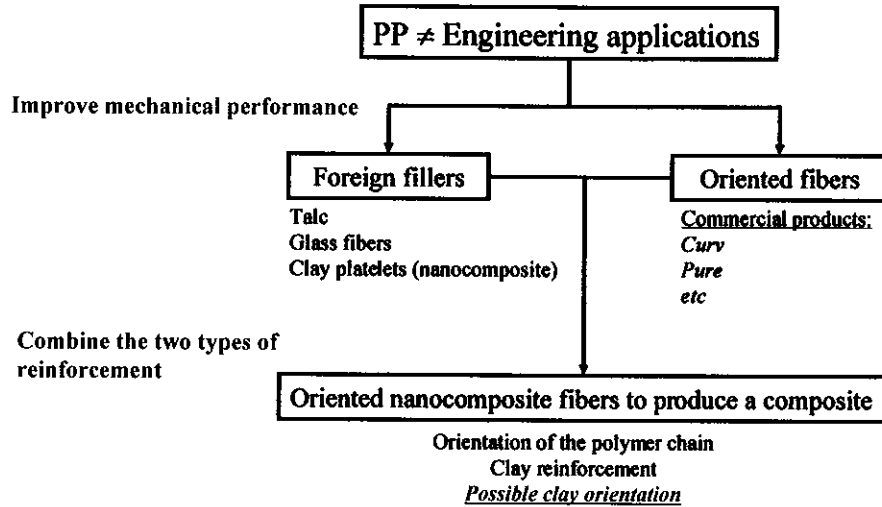 PP ≠ Engineering applications
Improve mechanical performance
Foreign fillers
Oriented fibers
Talc
Glass fibers
Clay platelets (nanocomposite)
Commercial products:
Curv
Pure
etc
Combine the two types of
reinforcement
Oriented nanocomposite fibers to produce a composite
Orientation of the polymer chain
Clay reinforcement
Possible clay orientation